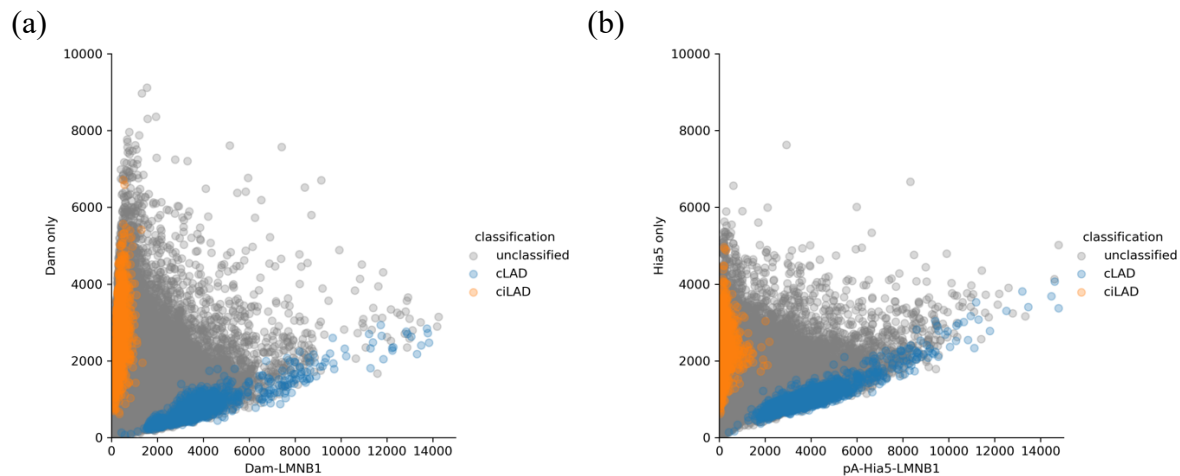 (a)
10000
8000
6000
4000
2000
0
Dam only
0 2000 4000 6000 8000 10000 12000 14000
Dam-LMNB1
classification
unclassified
cLAD
ciLAD
(b)
10000
8000
6000
4000
2000
0
Hia5 only
0 2000 4000 6000 8000 10000 12000 14000
pA-Hia5-LMNB1
classification
unclassified
cLAD
ciLAD